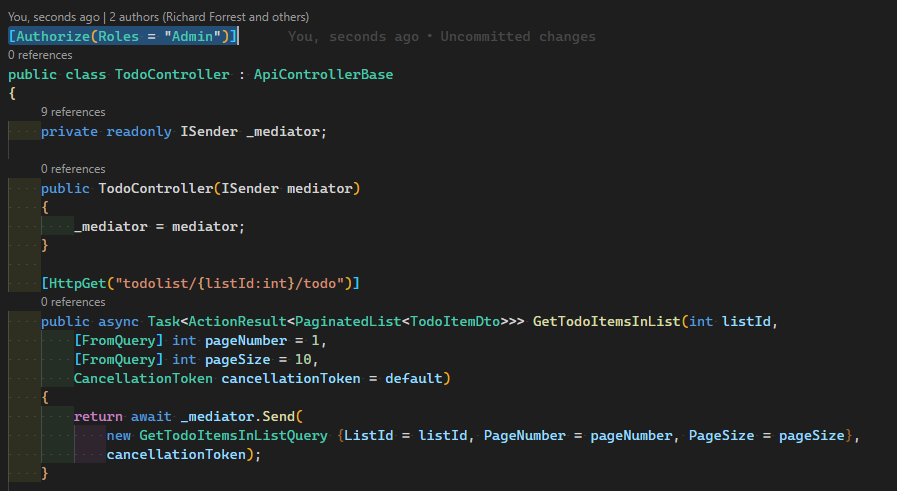 You, seconds ago | 2 authors (Richard Forrest and others)
[Authorize(Roles = "Admin")]      You, seconds ago • Uncommitted changes
0 references
public class TodoController : ApiControllerBase
{
9 references
private readonly ISender _mediator;
0 references
public TodoController(ISender mediator)
{
_mediator = mediator;
}
[HttpGet("todolist/{listId:int}/todo")]
0 references
public async Task<ActionResult<PaginatedList<TodoItemDto>>> GetTodoItemsInList(int listId,
[FromQuery] int pageNumber = 1,
[FromQuery] int pageSize = 10,
CancellationToken cancellationToken = default)
{
return await _mediator.Send(
new GetTodoItemsInListQuery {ListId = listId, PageNumber = pageNumber, PageSize = pageSize},
cancellationToken);
}